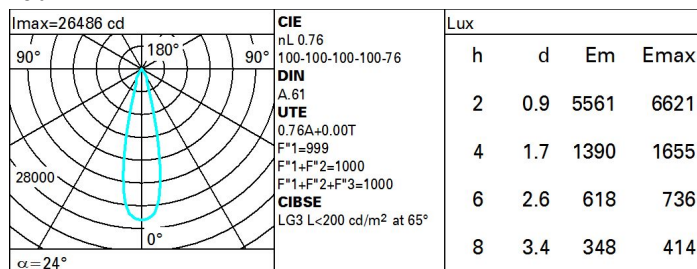 Imax=26486 cd
90° 180° 90°
28000
0°
α=24°
CIE
nL 0.76
100-100-100-100-76
DIN
A.61
UTE
0.76A+0.00T
F"1=999
F"1+F"2=1000
F"1+F"2+F"3=1000
CIBSE
LG3 L<200 cd/m² at 65°
Lux
h d Em Emax
2 0.9 5561 6621
4 1.7 1390 1655
6 2.6 618 736
8 3.4 348 414